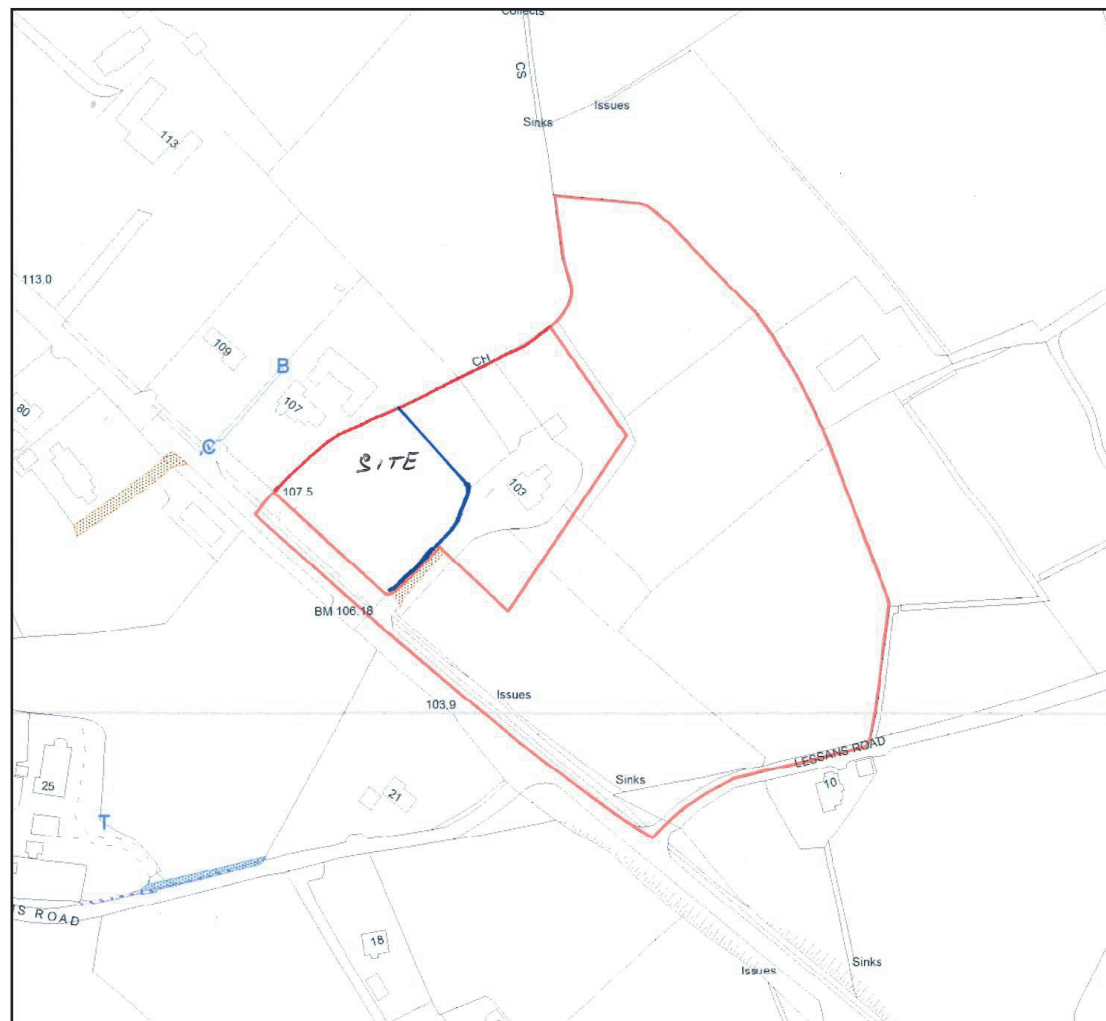 Collects
CS
Issues
Sinks
113
113.0
109
CH
B
107
80
C
SITE
107.5
103
BM 106.18
Issues
103.9
LESSANS ROAD
Sinks
10
25
21
T
NS ROAD
18
Sinks
Issues